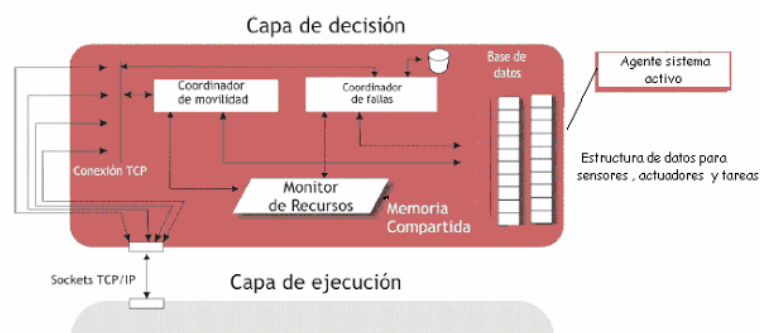 Capa de decisión
Base de
datos
Agente sistema
activo
Coordinador
de movilidad
Coordinador
de fallas
Estructura de datos para
sensores , actuadores y tareas
Conexión TCP
Monitor
de Recursos
Memoria
Compartida
Sockets TCP/IP
Capa de ejecución